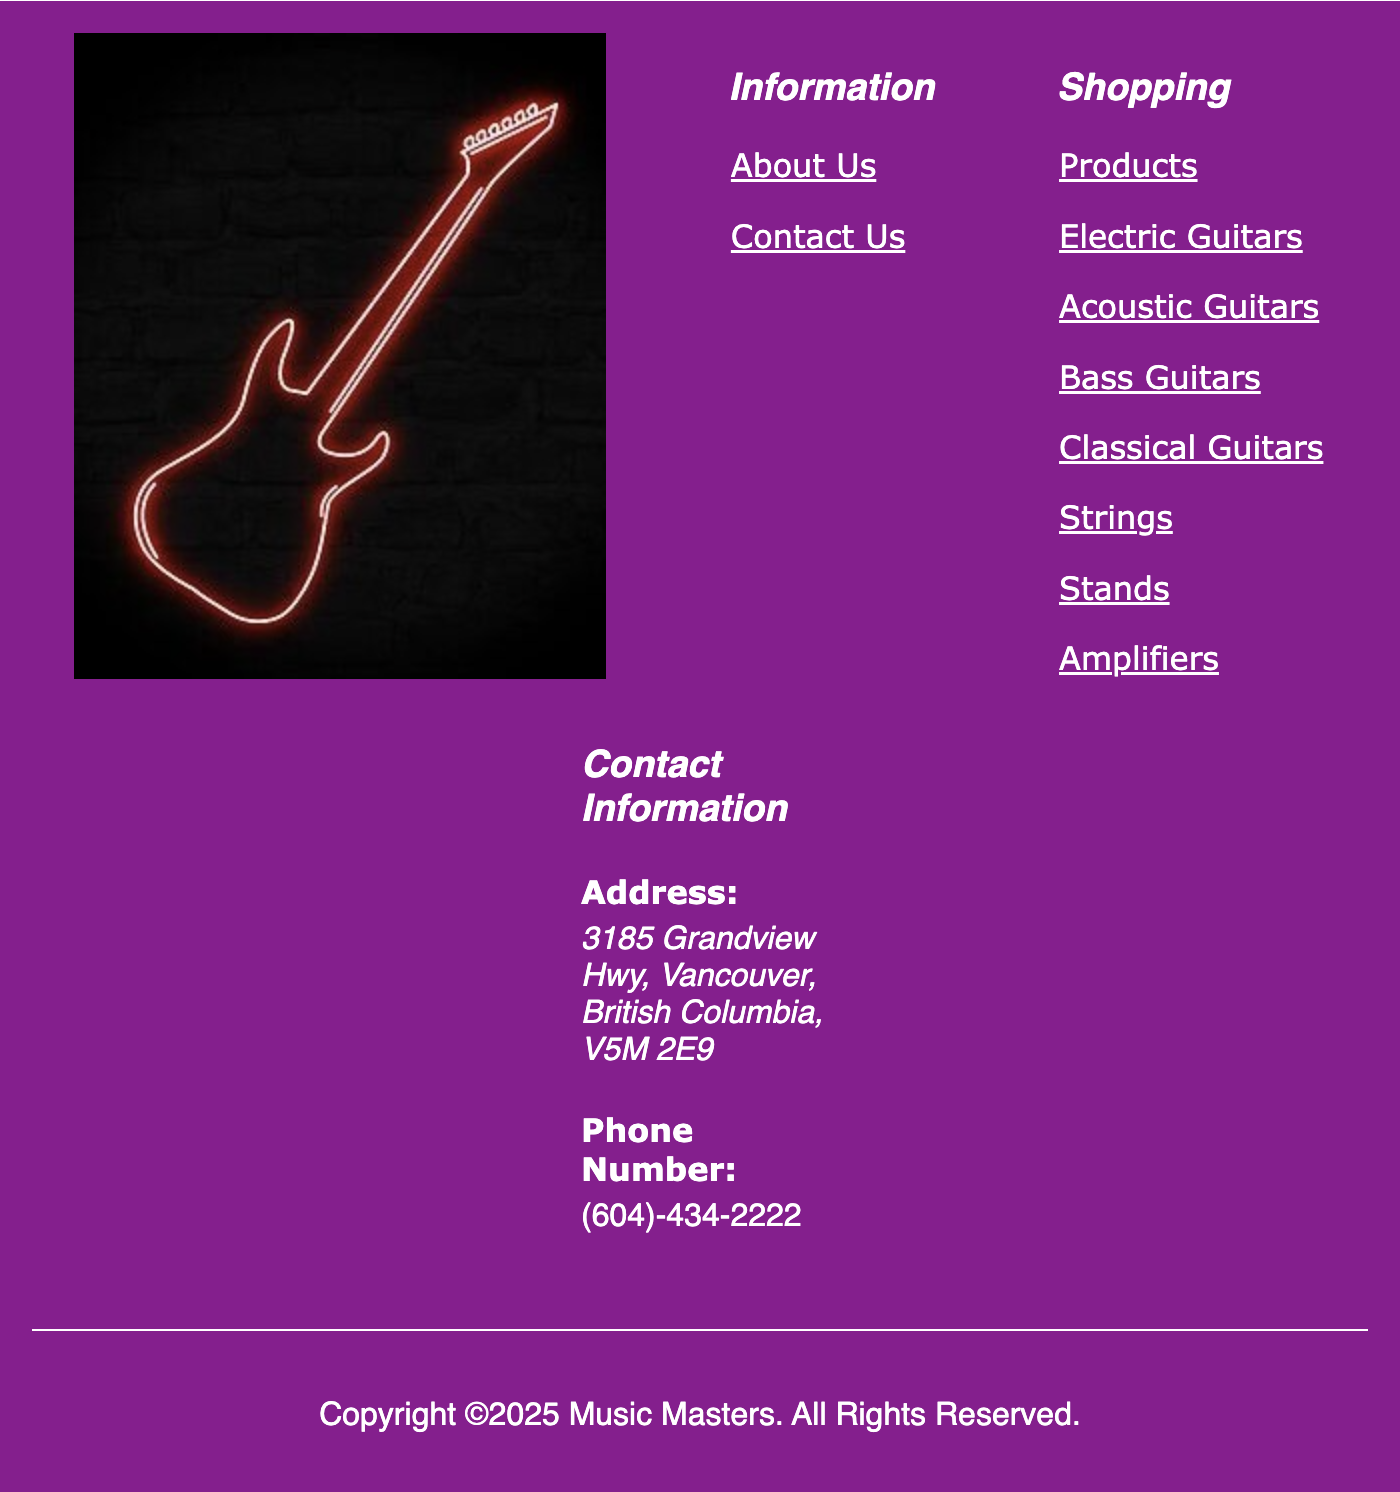 Information
About Us
Contact Us
Shopping
Products
Electric Guitars
Acoustic Guitars
Bass Guitars
Classical Guitars
Strings
Stands
Amplifiers
Contact
Information
Address:
3185 Grandview
Hwy, Vancouver,
British Columbia,
V5M 2E9
Phone
Number:
(604)-434-2222
Copyright ©2025 Music Masters. All Rights Reserved.